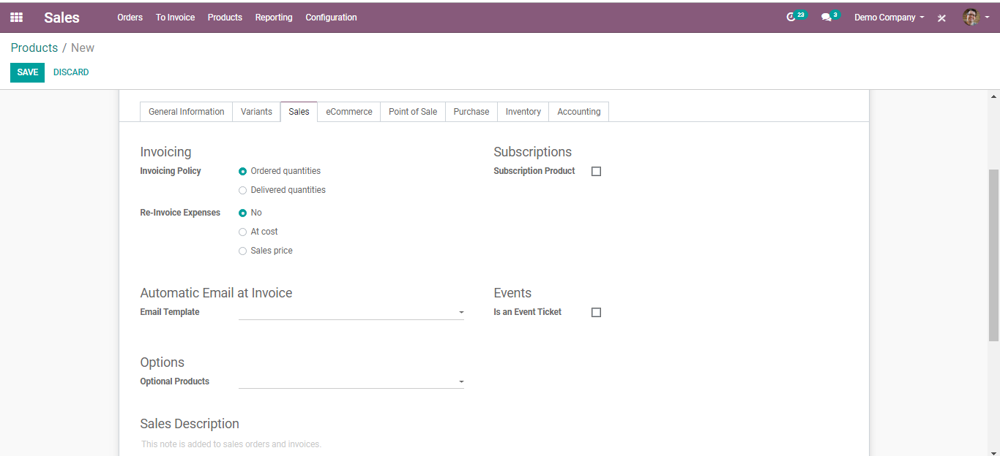 Sales Orders To Invoice Products Reporting Configuration 23 3 Demo Company
Products / New
SAVE DISCARD
General Information Variants Sales eCommerce Point of Sale Purchase Inventory Accounting
Invoicing Subscriptions
Invoicing Policy Ordered quantities Subscription Product
Delivered quantities
Re-Invoice Expenses No
At cost
Sales price
Automatic Email at Invoice Events
Email Template Is an Event Ticket
Options
Optional Products
Sales Description
This note is added to sales orders and invoices.